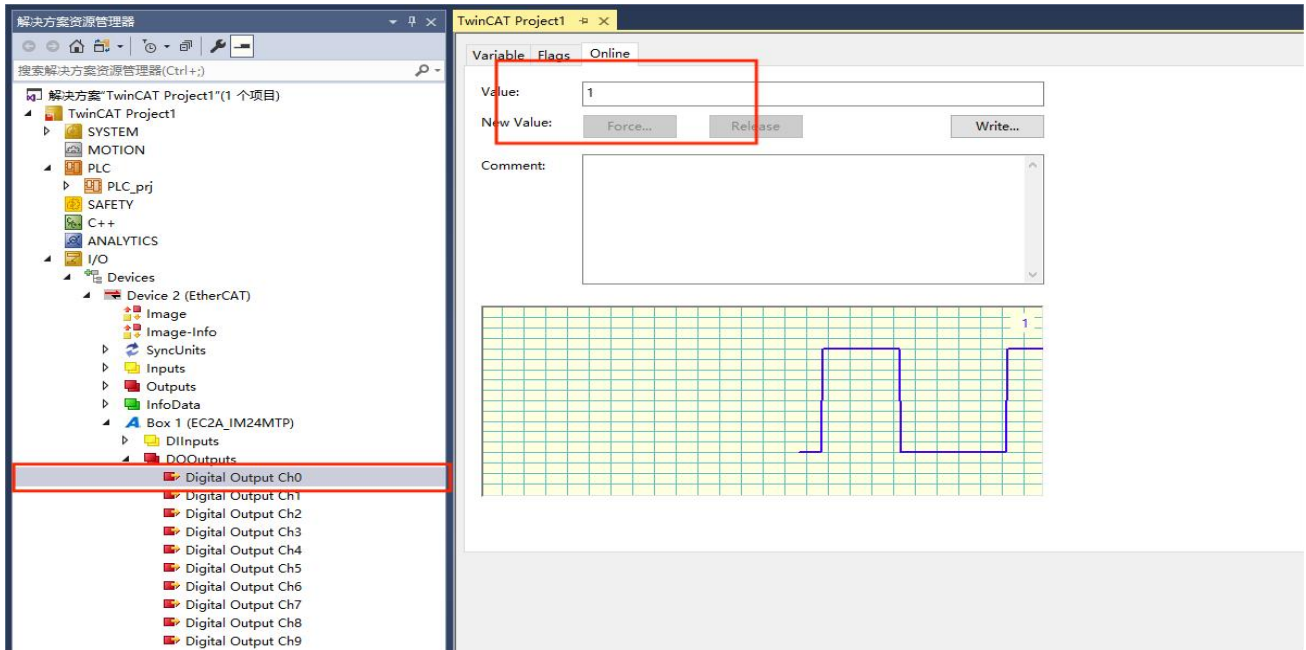 解决方案资源管理器
搜索解决方案资源管理器(Ctrl+;)
解决方案"TwinCAT Project1"(1 个项目)
TwinCAT Project1
SYSTEM
MOTION
PLC
PLC_prj
SAFETY
C++
ANALYTICS
I/O
Devices
Device 2 (EtherCAT)
Image
Image-Info
SyncUnits
Inputs
Outputs
InfoData
Box 1 (EC2A_IM24MTP)
DIInputs
DOOutputs
Digital Output Ch0
Digital Output Ch1
Digital Output Ch2
Digital Output Ch3
Digital Output Ch4
Digital Output Ch5
Digital Output Ch6
Digital Output Ch7
Digital Output Ch8
Digital Output Ch9
TwinCAT Project1
Variable Flags Online
Value: 1
New Value: Force... Release Write...
Comment:
1